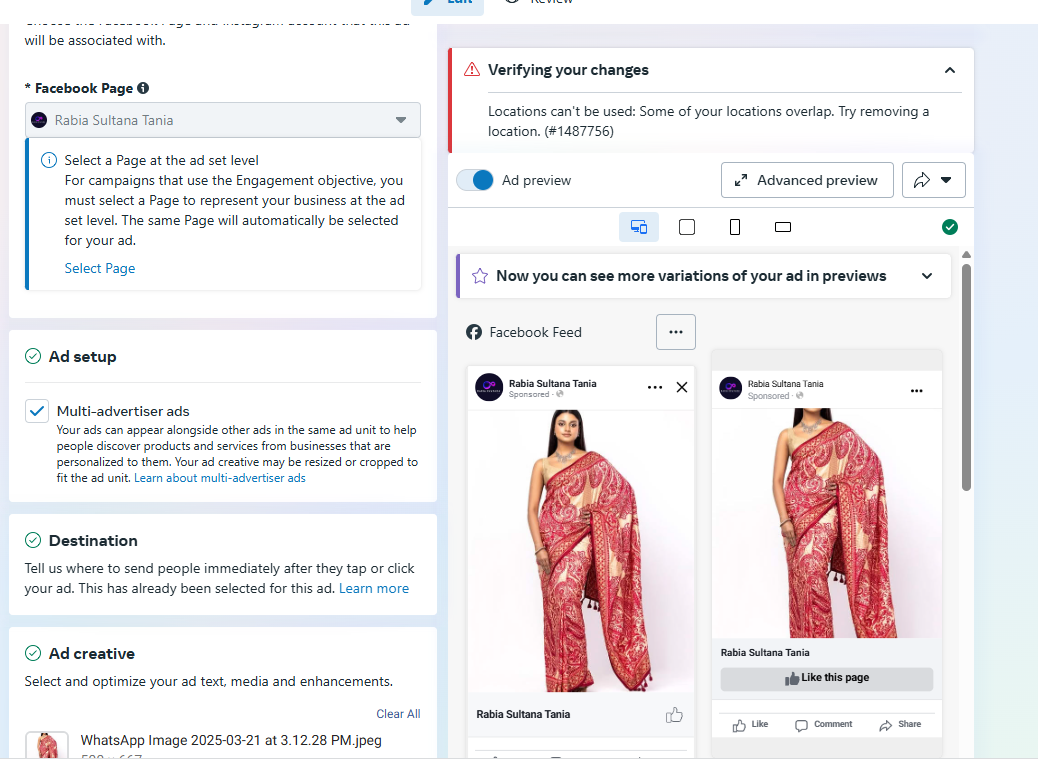 Edit
Review
Choose the Facebook Page and Instagram account that this ad
will be associated with.
* Facebook Page
Rabia Sultana Tania
Select a Page at the ad set level
For campaigns that use the Engagement objective, you
must select a Page to represent your business at the ad
set level. The same Page will automatically be selected
for your ad.
Select Page
Ad setup
Multi-advertiser ads
Your ads can appear alongside other ads in the same ad unit to help
people discover products and services from businesses that are
personalized to them. Your ad creative may be resized or cropped to
fit the ad unit. Learn about multi-advertiser ads
Destination
Tell us where to send people immediately after they tap or click
your ad. This has already been selected for this ad. Learn more
Ad creative
Select and optimize your ad text, media and enhancements.
Clear All
WhatsApp Image 2025-03-21 at 3.12.28 PM.jpeg
Verifying your changes
Locations can't be used: Some of your locations overlap. Try removing a
location. (#1487756)
Ad preview
Advanced preview
Now you can see more variations of your ad in previews
Facebook Feed
Rabia Sultana Tania
Sponsored ·
Rabia Sultana Tania
Rabia Sultana Tania
Sponsored ·
Rabia Sultana Tania
Like this page
Like
Comment
Share